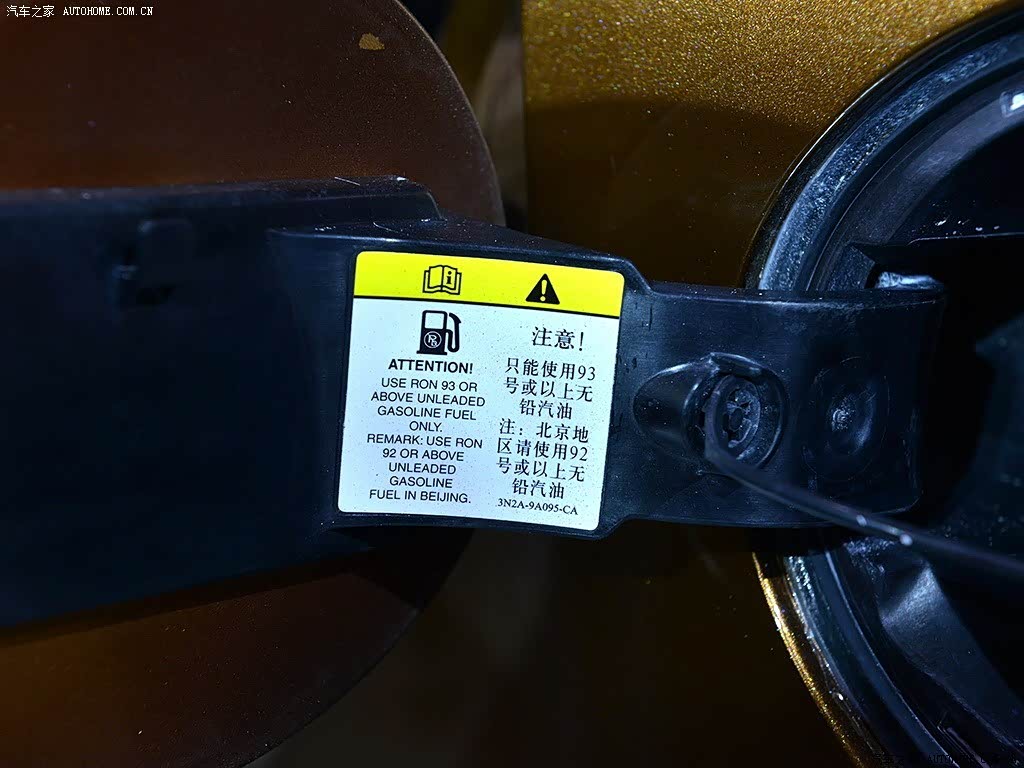 汽车之家 AUTOHOME.COM.CN
ATTENTION!
USE RON 93 OR
ABOVE UNLEADED
GASOLINE FUEL
ONLY.
REMARK: USE RON
92 OR ABOVE
UNLEADED
GASOLINE
FUEL IN BEIJING.
注意!
只能使用93
号或以上无
铅汽油
注：北京地
区请使用92
号或以上无
铅汽油
3N2A-9A095-CA